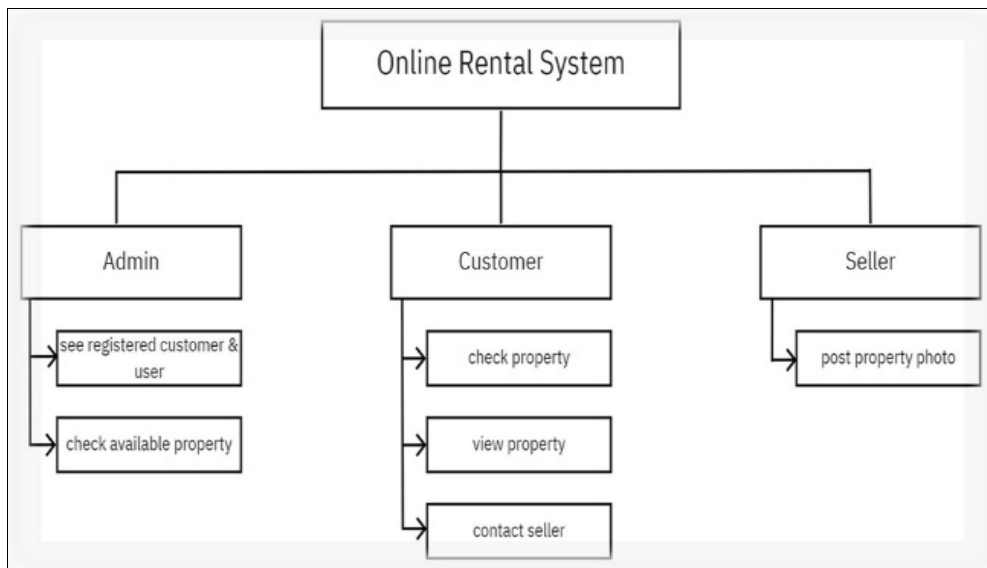 Online Rental System
Admin
Customer
Seller
see registered customer &
user
check property
post property photo
check available property
view property
contact seller